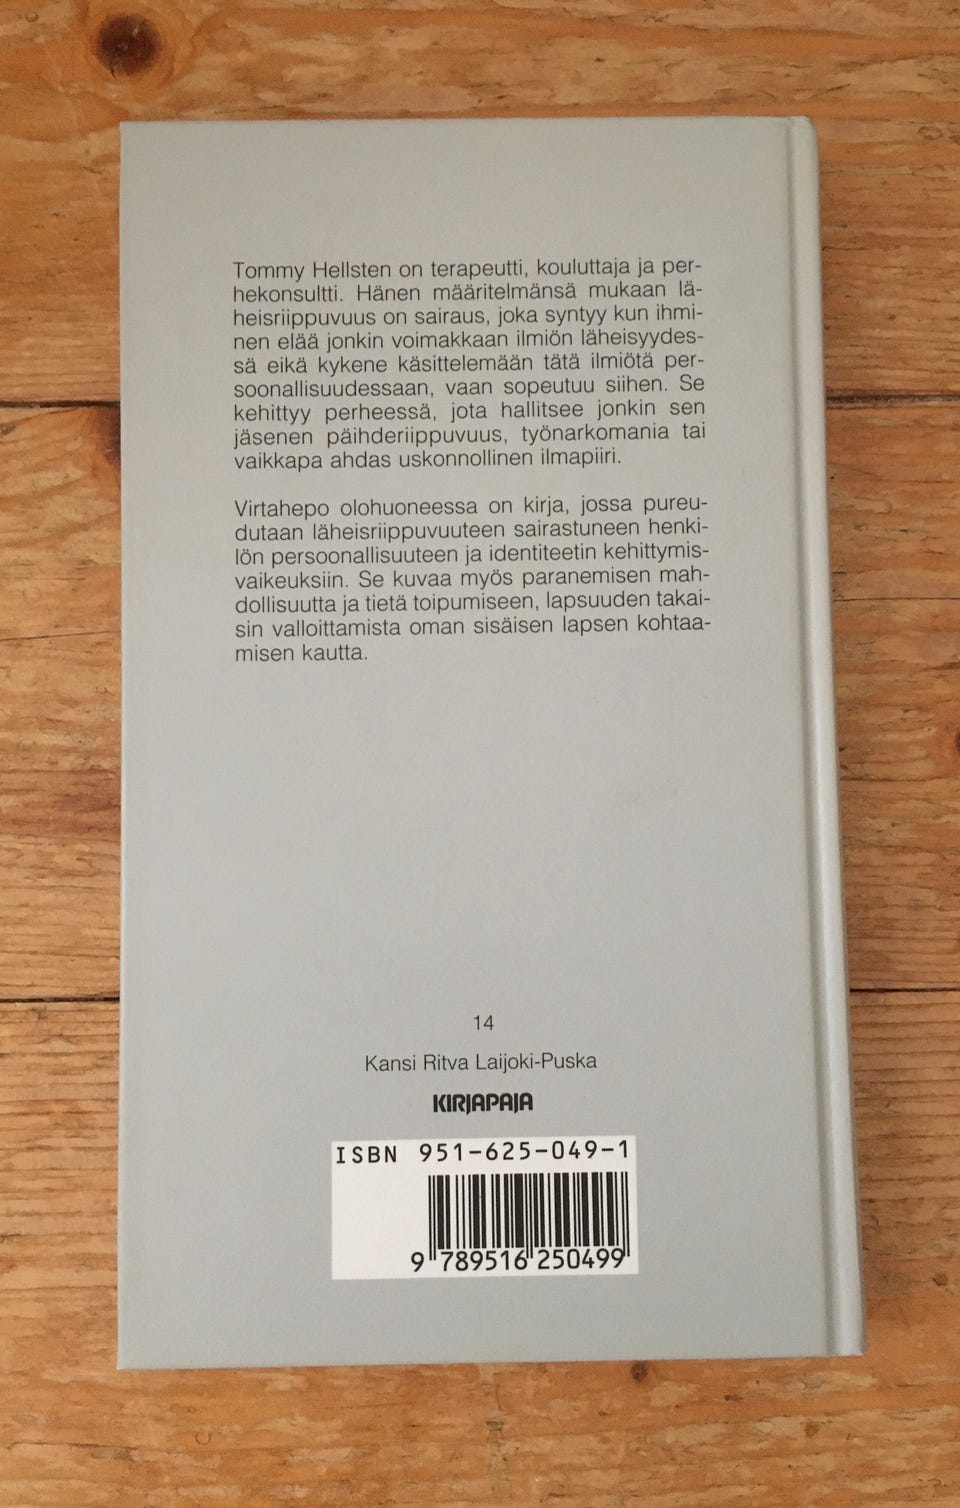 Tommy Hellsten on terapeutti, kouluttaja ja per-
hekonsultti. Hänen määritelmänsä mukaan lä-
heisriippuvuus on sairaus, joka syntyy kun ihmi-
nen elää jonkin voimakkaan ilmiön läheisyydes-
sä eikä kykene käsittelemään tätä ilmiötä per-
soonallisuudessaan, vaan sopeutuu siihen. Se
kehittyy perheessä, jota hallitsee jonkin sen
jäsenen päihderiippuvuus, työnarkomania tai
vaikkapa ahdas uskonnollinen ilmapiiri.
Virtahepo olohuoneessa on kirja, jossa pureu-
dutaan läheisriippuvuuteen sairastuneen henki-
lön persoonallisuuteen ja identiteetin kehittymis-
vaikeuksiin. Se kuvaa myös paranemisen mah-
dollisuutta ja tietä toipumiseen, lapsuuden takai-
sin valloittamista oman sisäisen lapsen kohtaa-
misen kautta.
14
Kansi Ritva Laijoki-Puska
KIRJAPAJA
ISBN 951-625-049-1
9 789516 250499